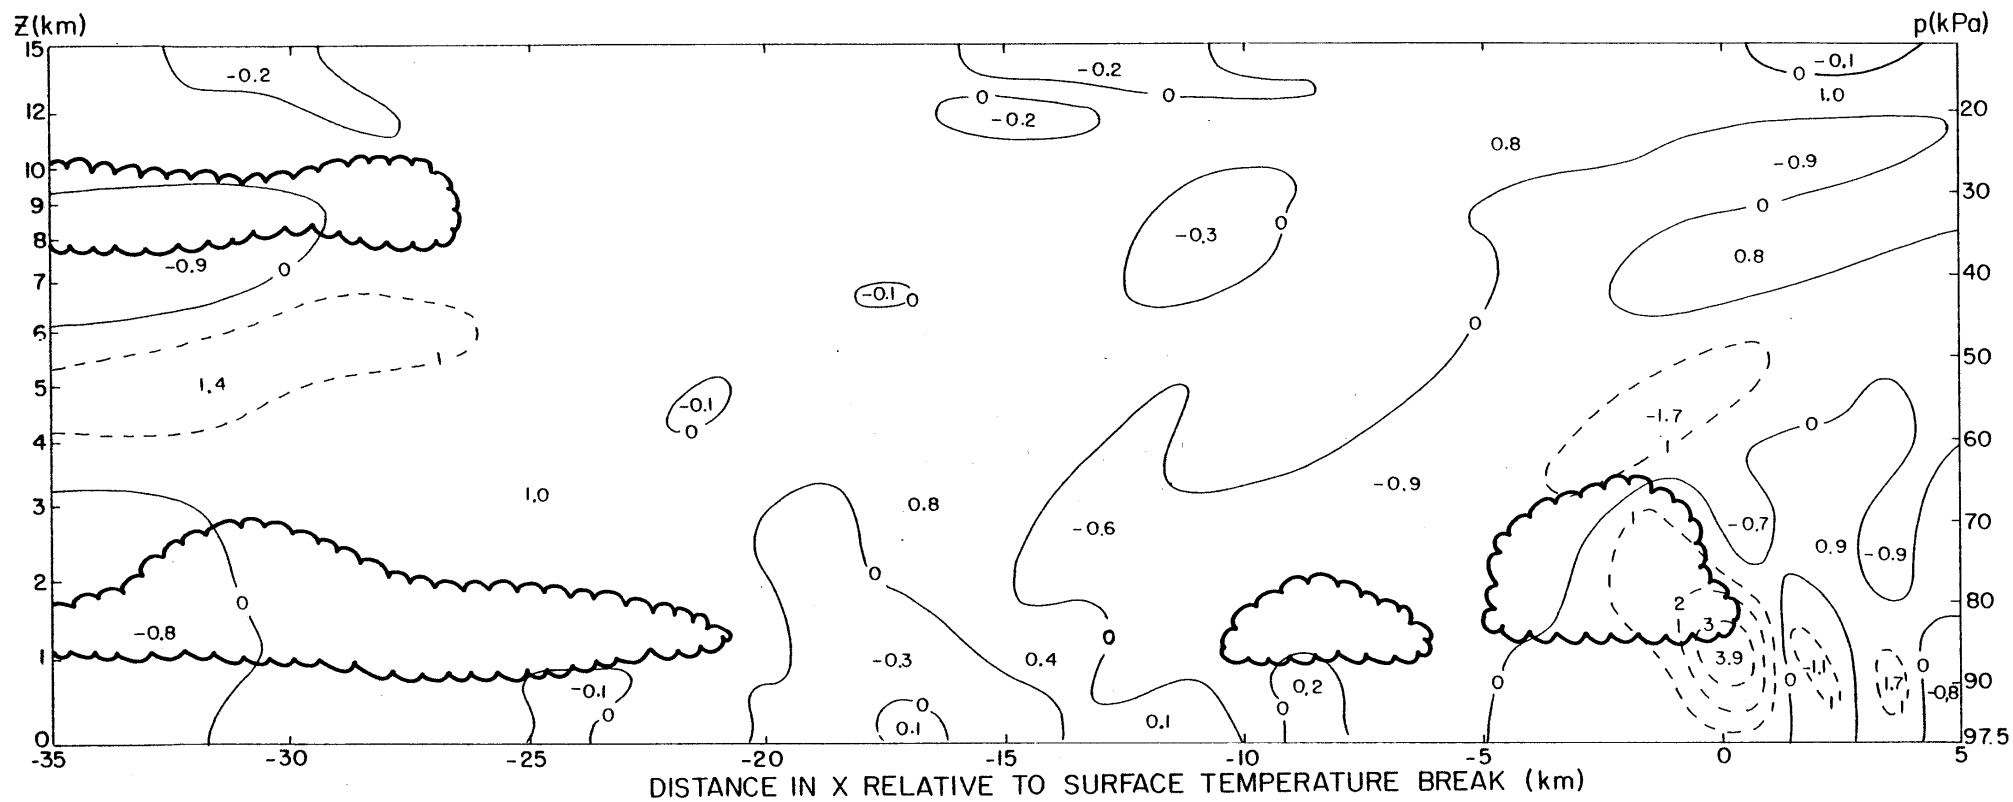 Z(km) p(kPa)
15 -0.2 -0.2 0 -0.1
0 0 1.0
12 -0.2 20
0.8
10 -0.9
9 0 30
-0.3 0
8 0.8
-0.9 0
7 -0.1 0 40
6 0
1 50
1.4
5
-0.1 -1.7
4 0 1 0 60
1.0 0.8 -0.9
3
-0.6 1 -0.7 70
0.9 -0.9
2 0
0 2 80
-0.8 0 3
1 -0.3 0.4 3.9 -1.1 0
-0.1 0.2 0 0 1.7 90
0 0 0.1 0 1 1 -0.8
0 0.1 97.5
-35 -30 -25 -20 -15 -10 -5 0 5
DISTANCE IN X RELATIVE TO SURFACE TEMPERATURE BREAK (km)